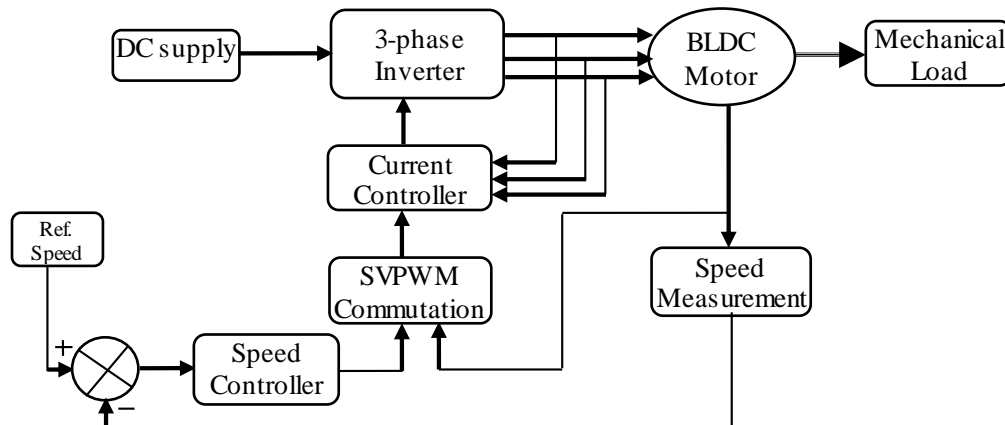 DC supply
3-phase
Inverter
BLDC
Motor
Mechanical
Load
Current
Controller
Ref.
Speed
SVPWM
Commutation
Speed
Measurement
+
Speed
Controller
−